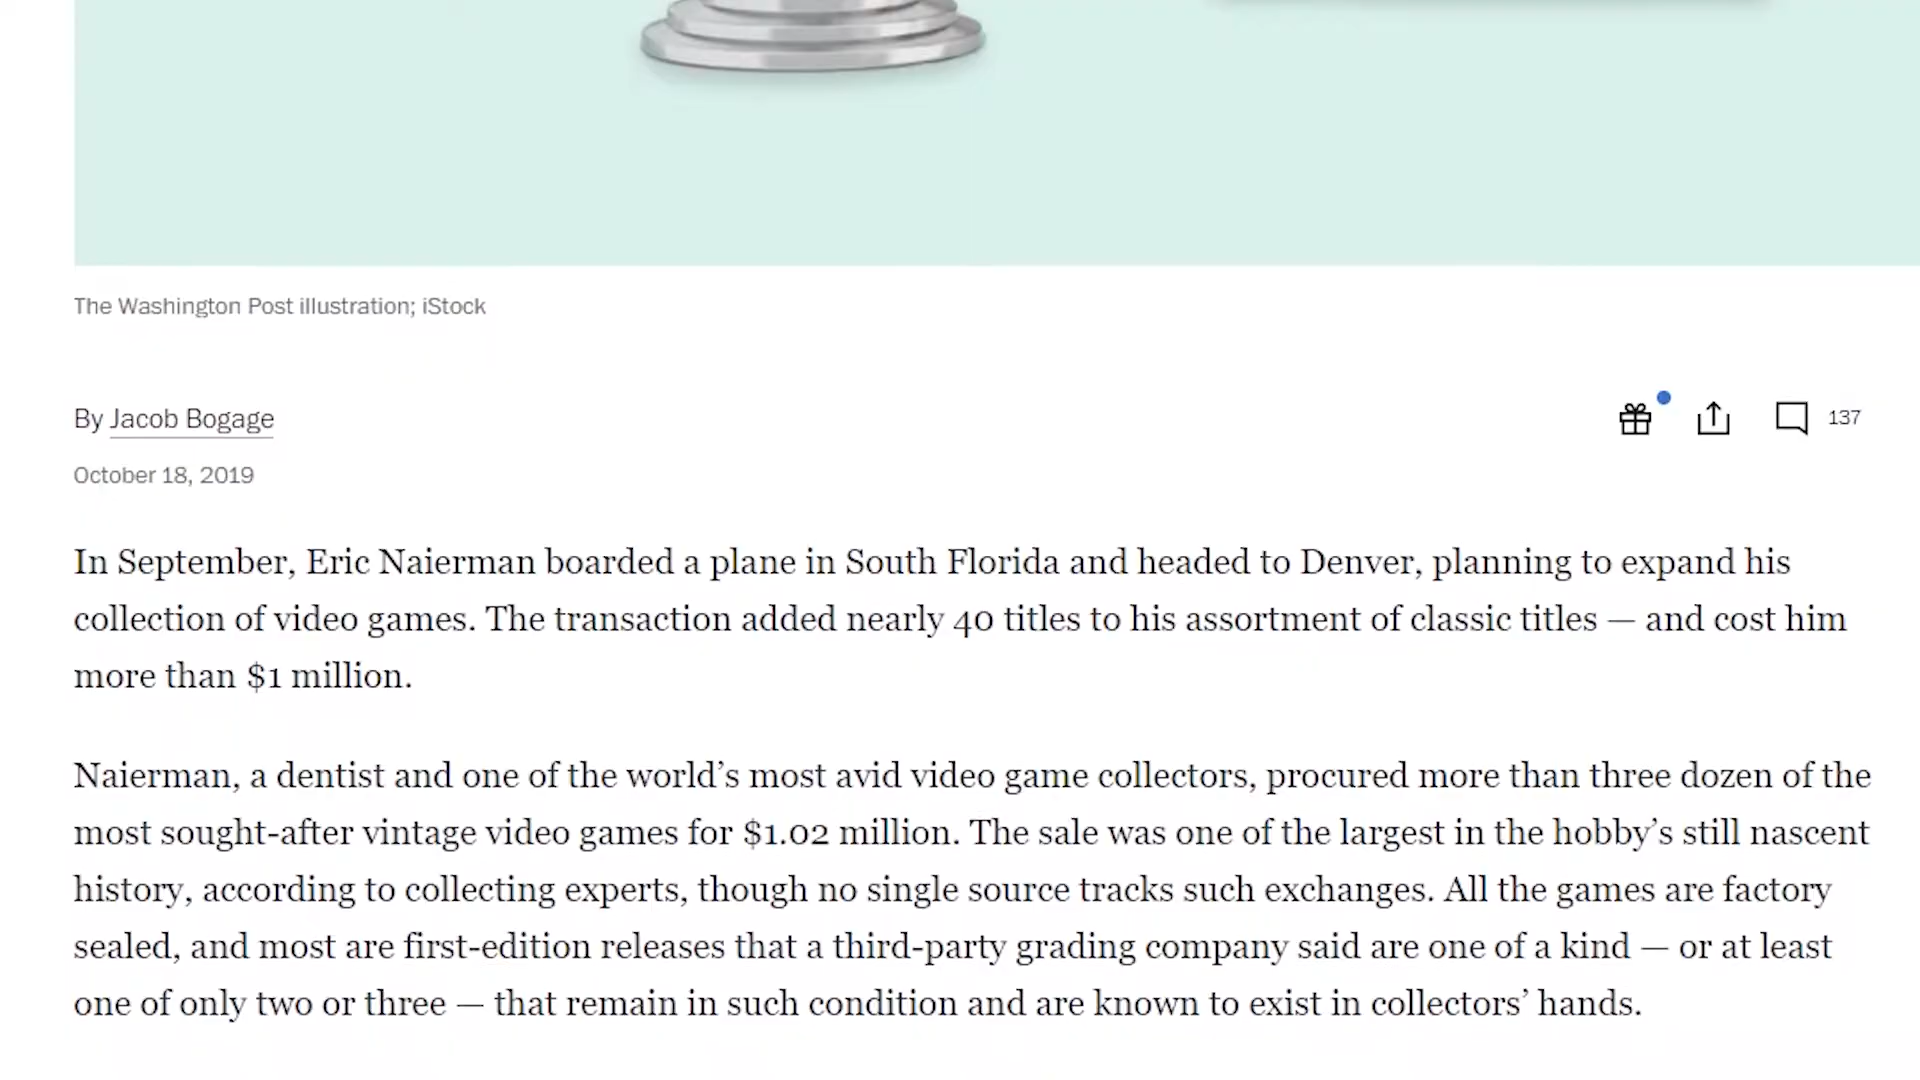 The Washington Post illustration; iStock
By Jacob Bogage
137
October 18, 2019
In September, Eric Naierman boarded a plane in South Florida and headed to Denver, planning to expand his
collection of video games. The transaction added nearly 40 titles to his assortment of classic titles — and cost him
more than $1 million.
Naierman, a dentist and one of the world’s most avid video game collectors, procured more than three dozen of the
most sought-after vintage video games for $1.02 million. The sale was one of the largest in the hobby’s still nascent
history, according to collecting experts, though no single source tracks such exchanges. All the games are factory
sealed, and most are first-edition releases that a third-party grading company said are one of a kind — or at least
one of only two or three — that remain in such condition and are known to exist in collectors’ hands.